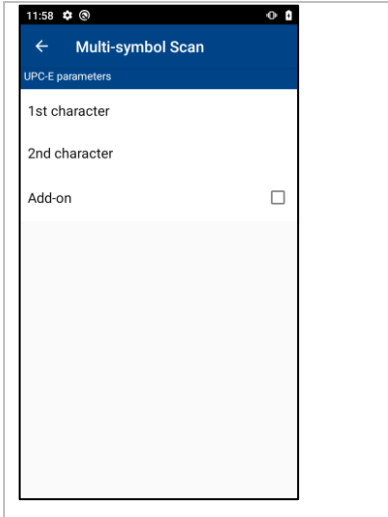 11:58
Multi-symbol Scan
UPC-E parameters
1st character
2nd character
Add-on